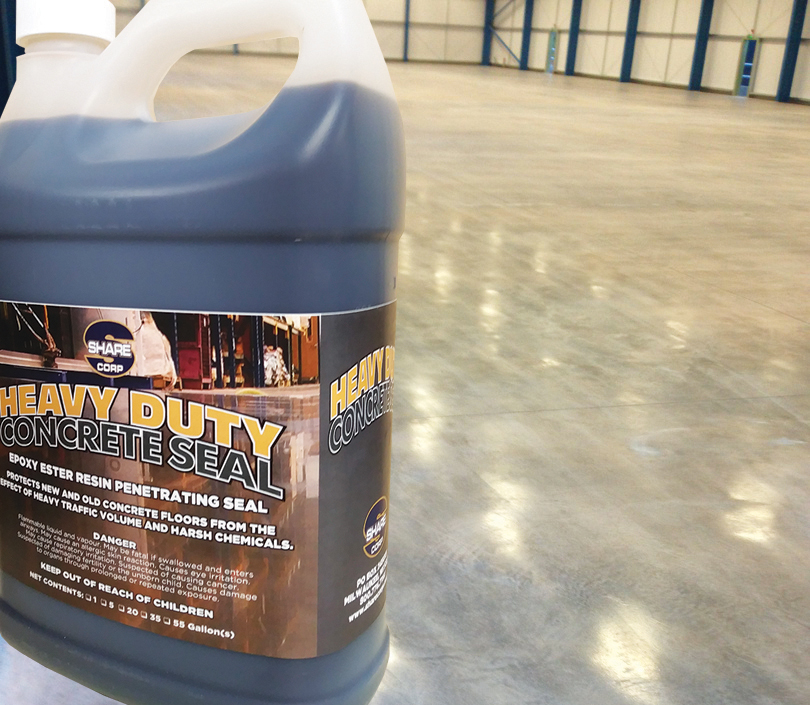 SHARE
CORP
HEAVY DUTY
CONCRETE SEAL
EPOXY ESTER RESIN PENETRATING SEAL
PROTECTS NEW AND OLD CONCRETE FLOORS FROM THE
EFFECT OF HEAVY TRAFFIC VOLUME AND HARSH CHEMICALS.
DANGER
Flammable liquid and vapour. May be fatal if swallowed and enters
airways. May cause an allergic skin reaction. Causes eye irritation.
May cause respiratory irritation. Suspected of causing cancer.
Suspected of damaging fertility or the unborn child. Causes damage
to organs through prolonged or repeated exposure.
KEEP OUT OF REACH OF CHILDREN
NET CONTENTS: ❏ 1 ❏ 5 ❏ 20 ❏ 35 ❏ 55 Gallon(s)
HEAVY
CONCRETE
SHARE
CORP
PO BOX
MILWAUKEE